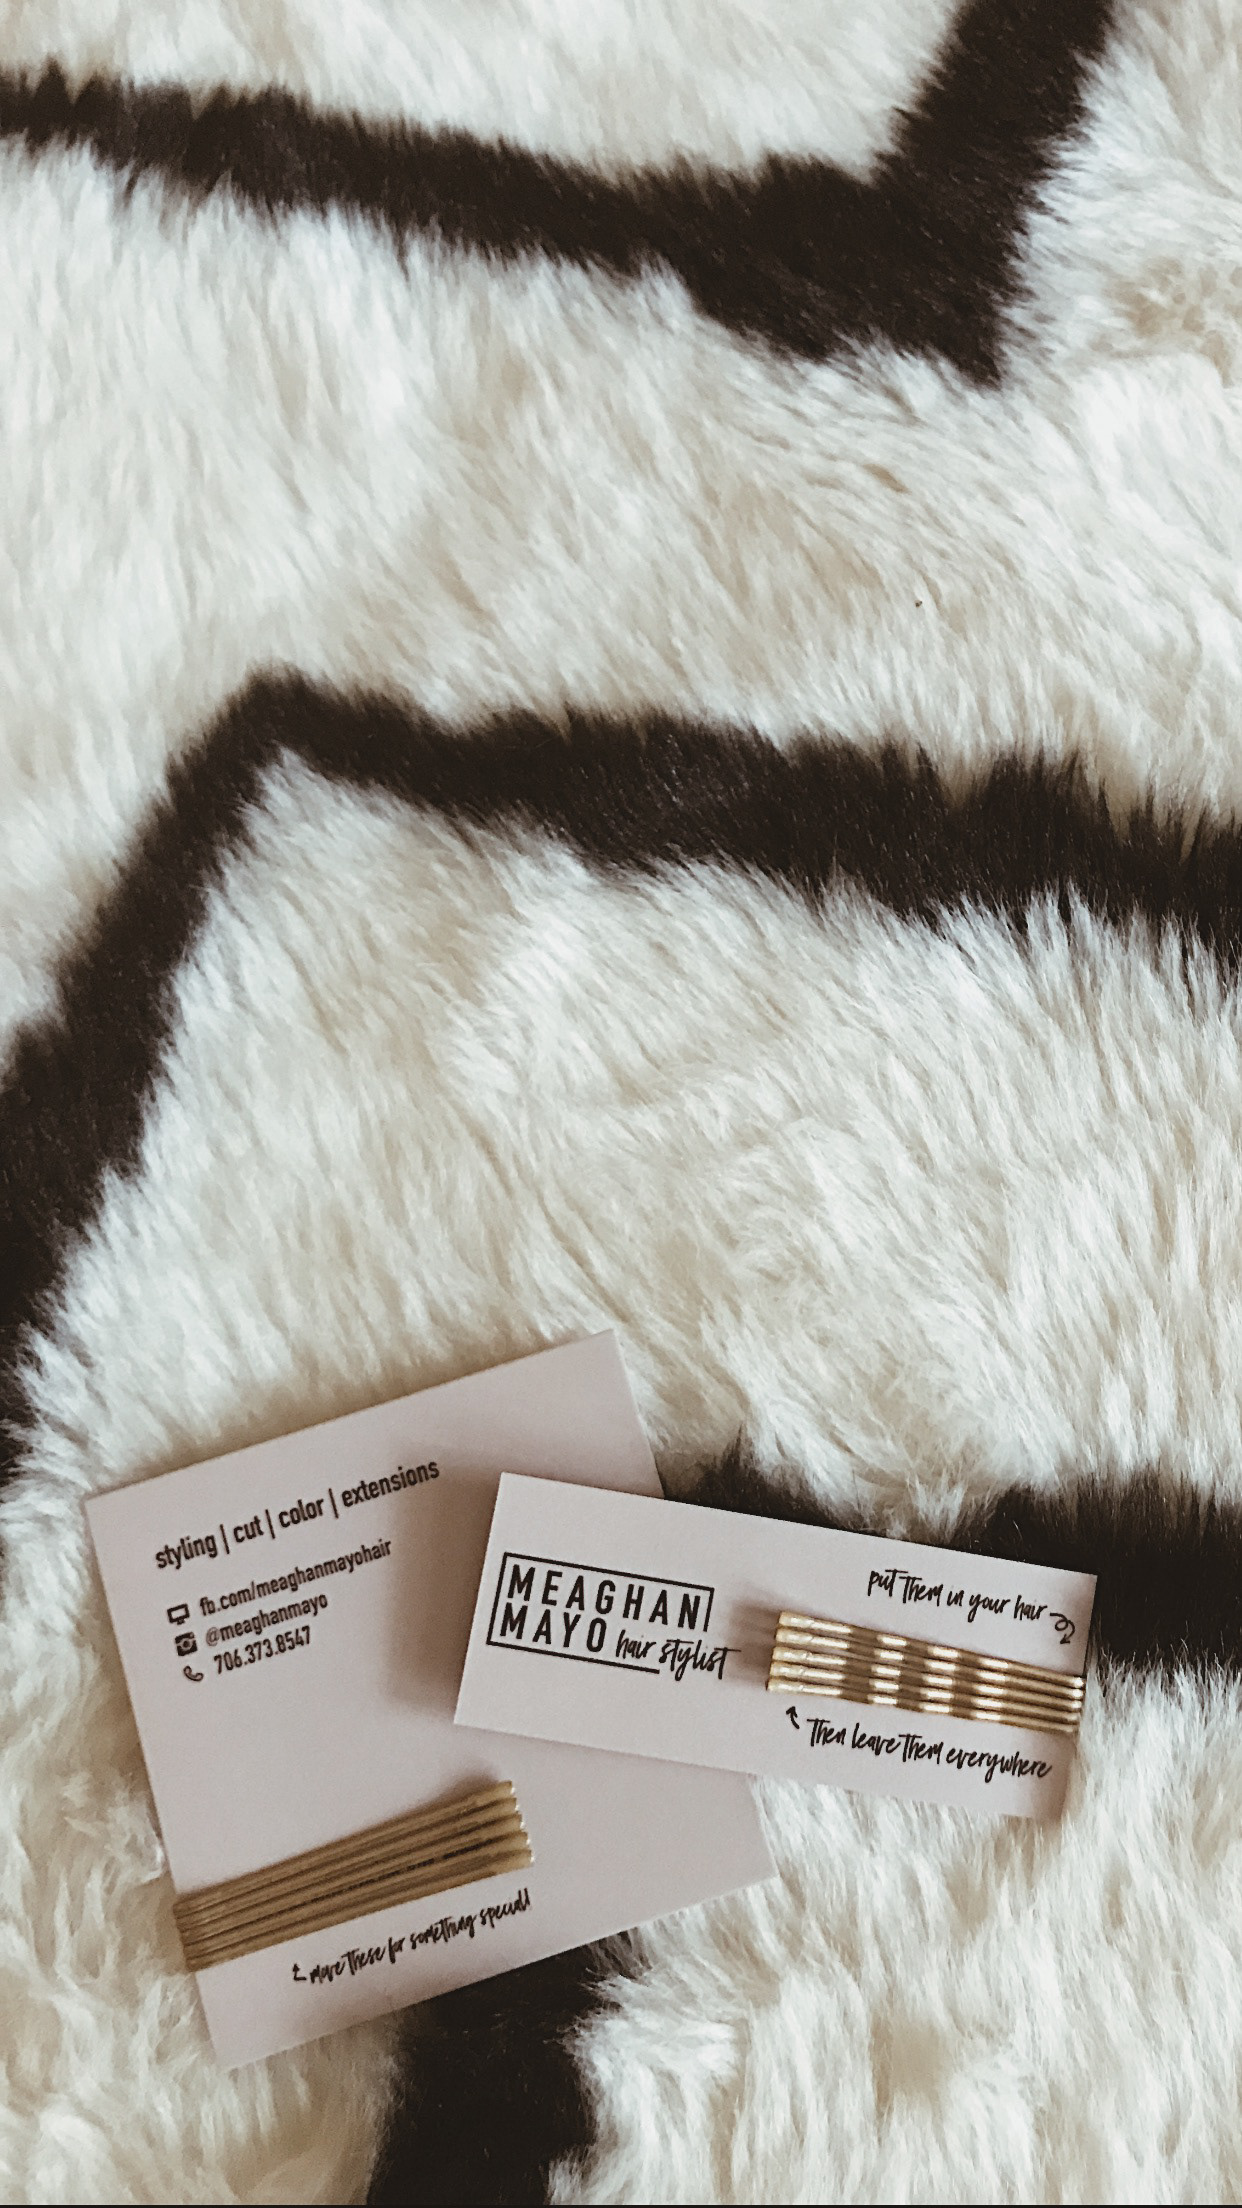 styling | cut | color | extensions
fb.com/meaghanmayohair
@meaghanmayo
706.373.8547
move these for something special!
MEAGHAN
MAYO hair stylist
put them in your hair
Then leave them everywhere